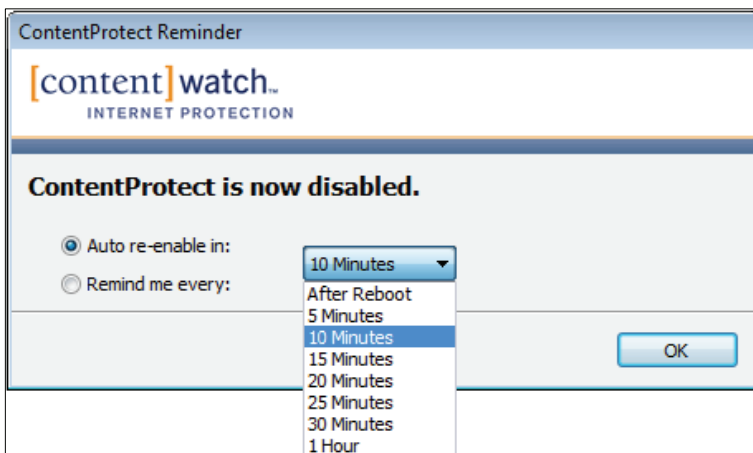 ContentProtect Reminder
[content] watch™
INTERNET PROTECTION
ContentProtect is now disabled.
Auto re-enable in:
10 Minutes
Remind me every:
After Reboot
5 Minutes
10 Minutes
15 Minutes
20 Minutes
25 Minutes
30 Minutes
1 Hour
OK